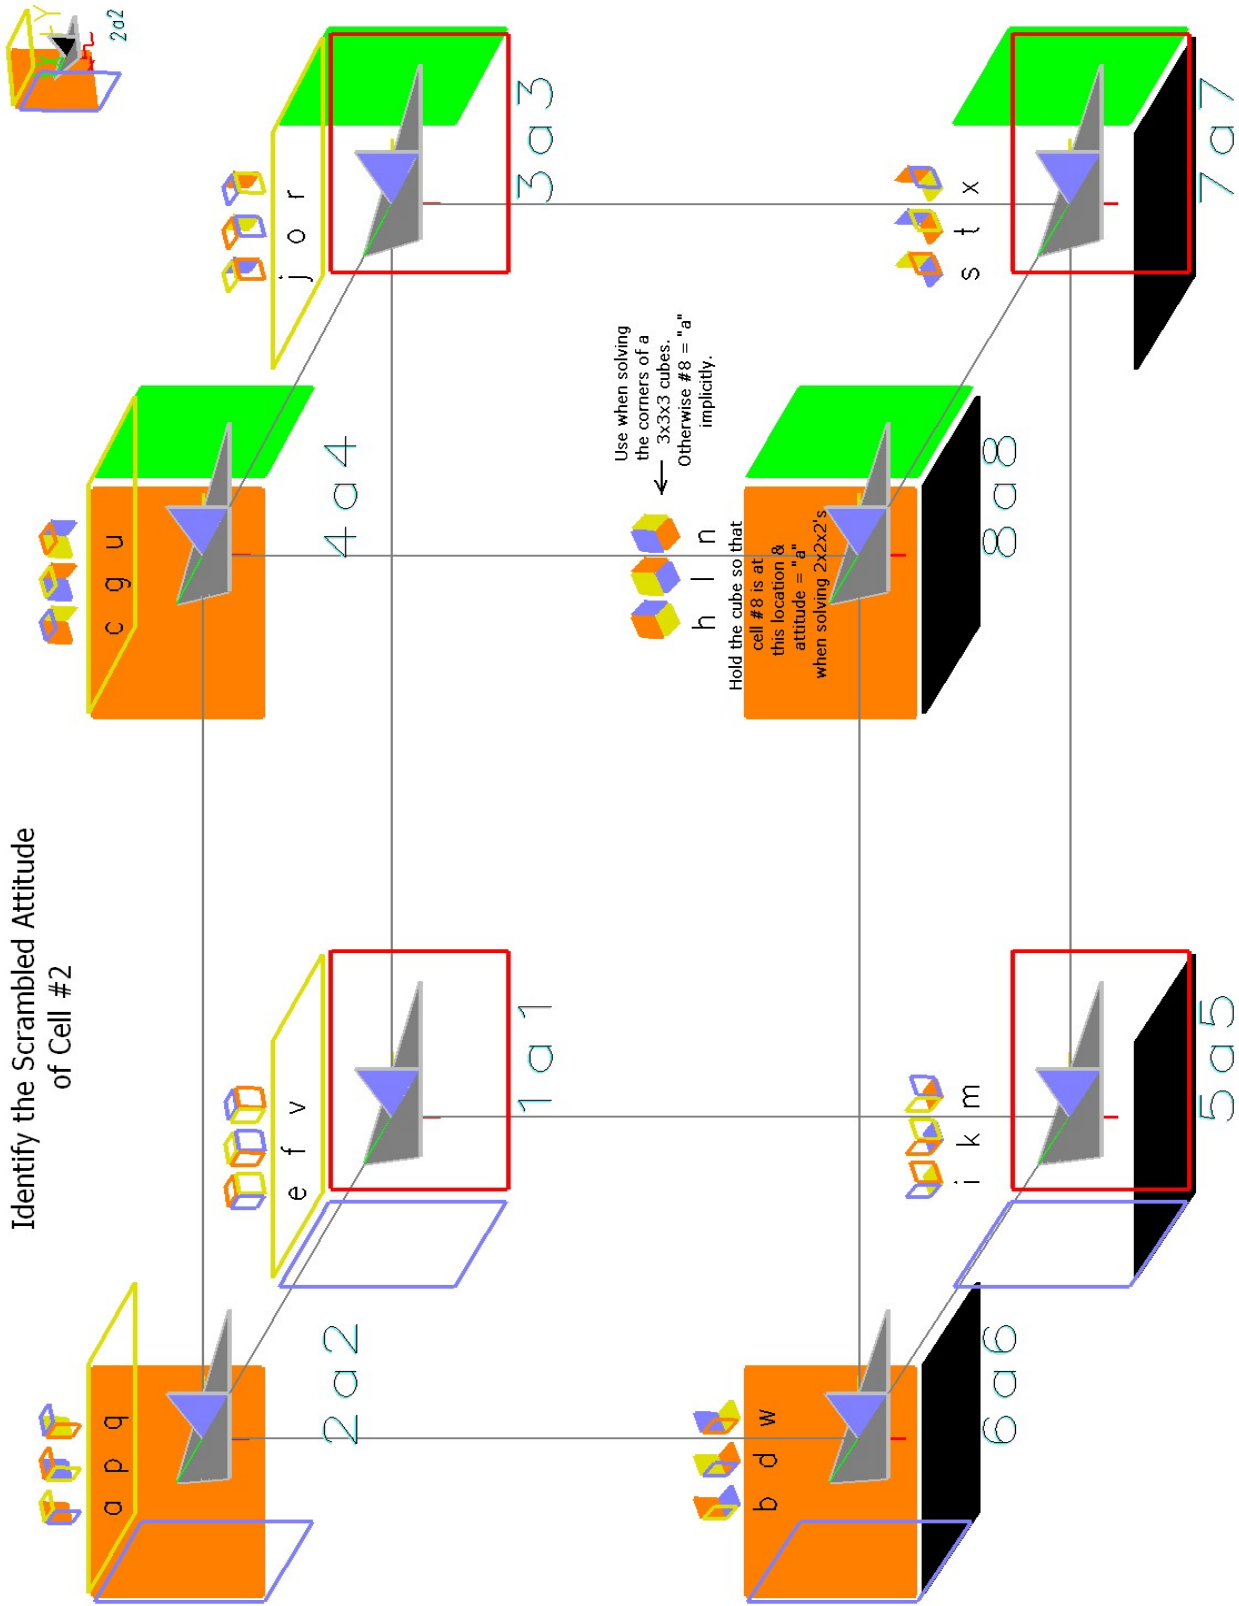 Identify the Scrambled Attitude
of Cell #2
+Y
2a2
a p q
2a2
e f v
1a1
c g u
4a4
j o r
3a3
b d w
6a6
i k m
5a5
h l n
Use when solving
the corners of a
3x3x3 cubes.
Otherwise #8 = "a"
implicitly.
Hold the cube so that
cell #8 is at
this location &
attitude = "a"
when solving 2x2x2's
8a8
s t x
7a7